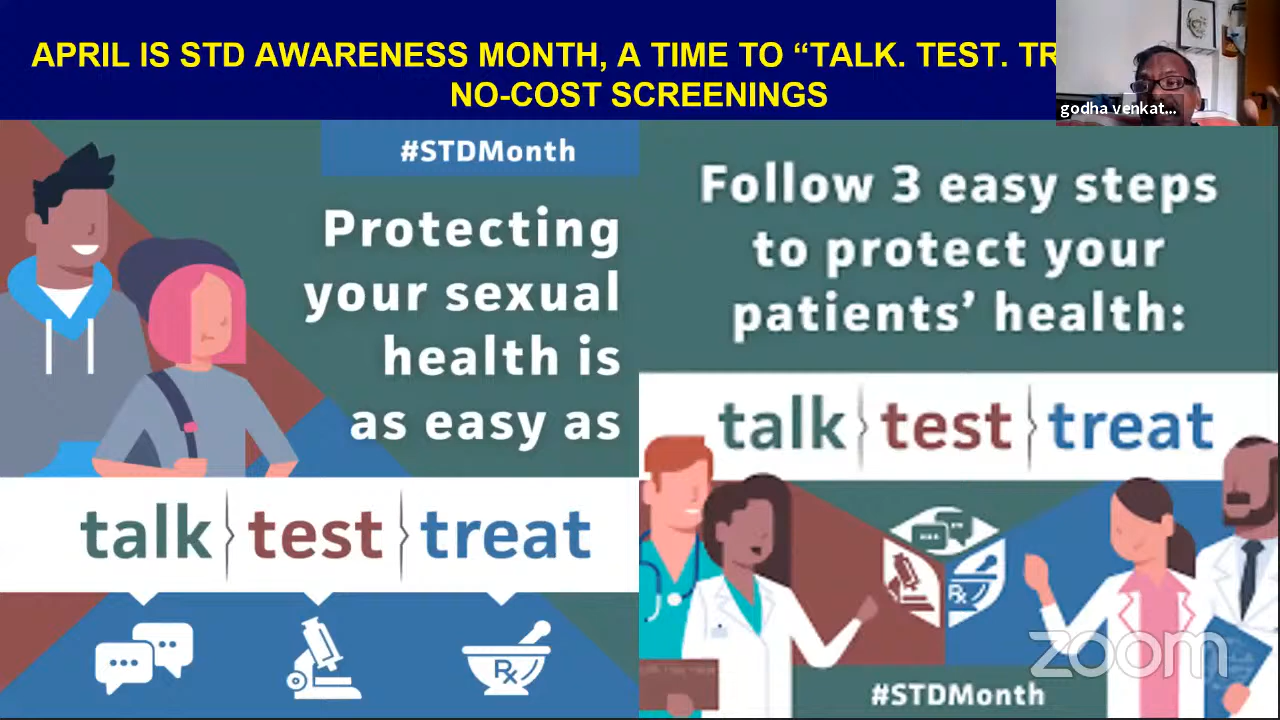 APRIL IS STD AWARENESS MONTH, A TIME TO “TALK. TEST. TR
NO-COST SCREENINGS
godha venkat...
#STDMonth
Protecting
your sexual
health is
as easy as
talk test treat
Rx
Follow 3 easy steps
to protect your
patients’ health:
talk test treat
Rx
zoom
#STDMonth